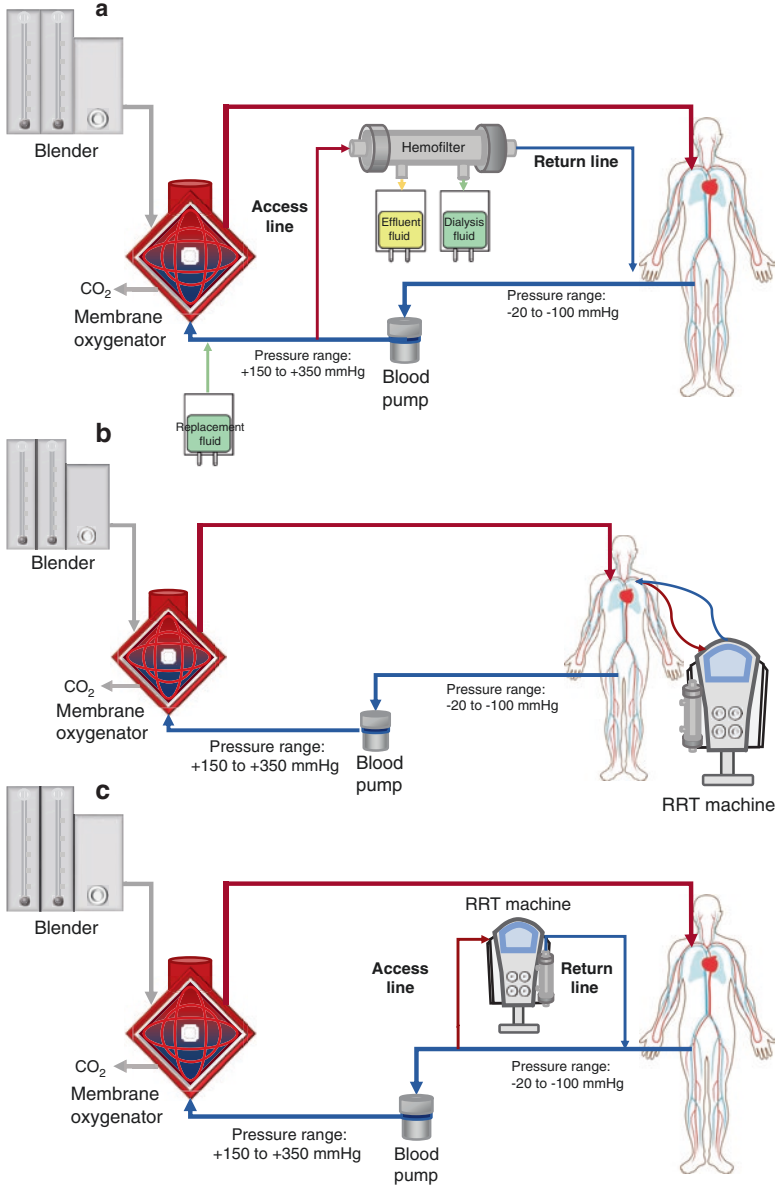 a
Blender
Hemofilter
Return line
Access
line
Effluent
fluid
Dialysis
fluid
CO2
Membrane
oxygenator
Pressure range:
-20 to -100 mmHg
Pressure range:
+150 to +350 mmHg
Blood
pump
Replacement
fluid
b
Blender
CO2
Membrane
oxygenator
Pressure range:
-20 to -100 mmHg
Pressure range:
+150 to +350 mmHg
Blood
pump
RRT machine
c
Blender
RRT machine
Access
line
Return
line
CO2
Membrane
oxygenator
Pressure range:
-20 to -100 mmHg
Pressure range:
+150 to +350 mmHg
Blood
pump